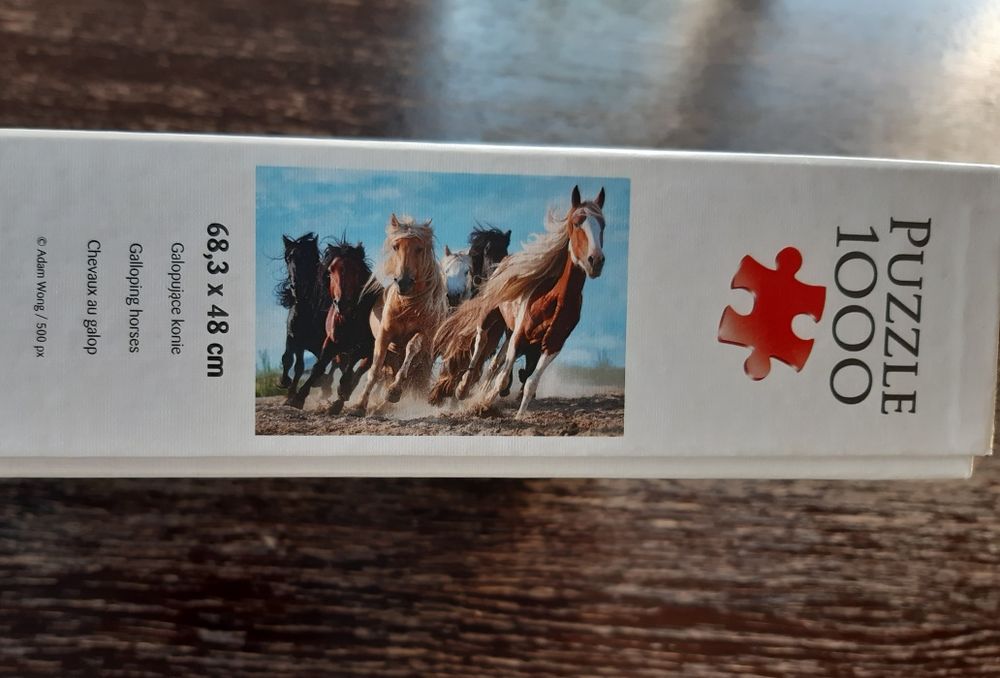 PUZZLE
1000
68,3 x 48 cm
Galopujące konie
Galloping horses
Chevaux au galop
© Adam Wong / 500 px